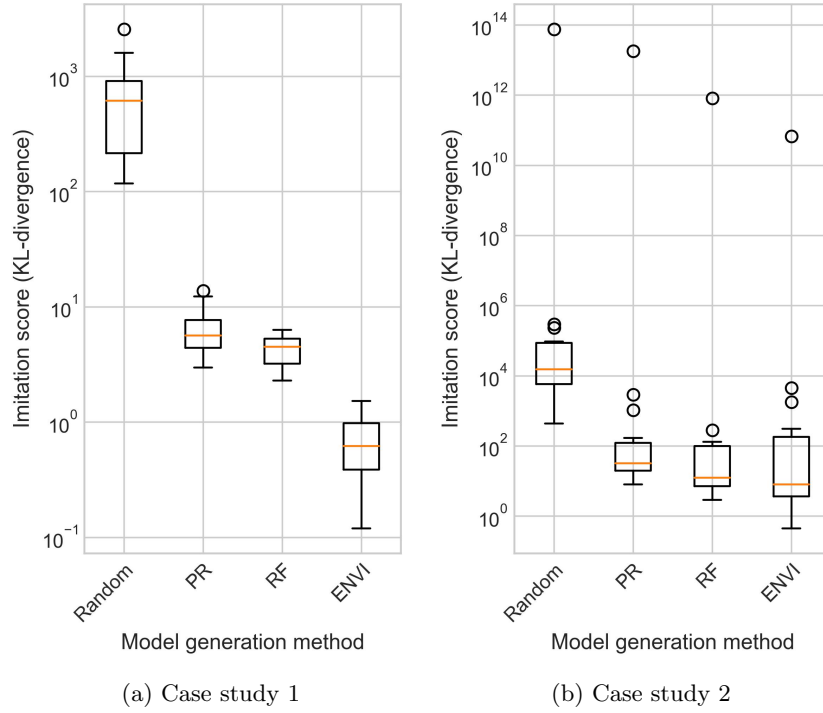 10^3
10^2
10^1
10^0
10^−1
Imitation score (KL-divergence)
Random
PR
RF
ENVI
Model generation method
(a) Case study 1
10^14
10^12
10^10
10^8
10^6
10^4
10^2
10^0
Imitation score (KL-divergence)
Random
PR
RF
ENVI
Model generation method
(b) Case study 2